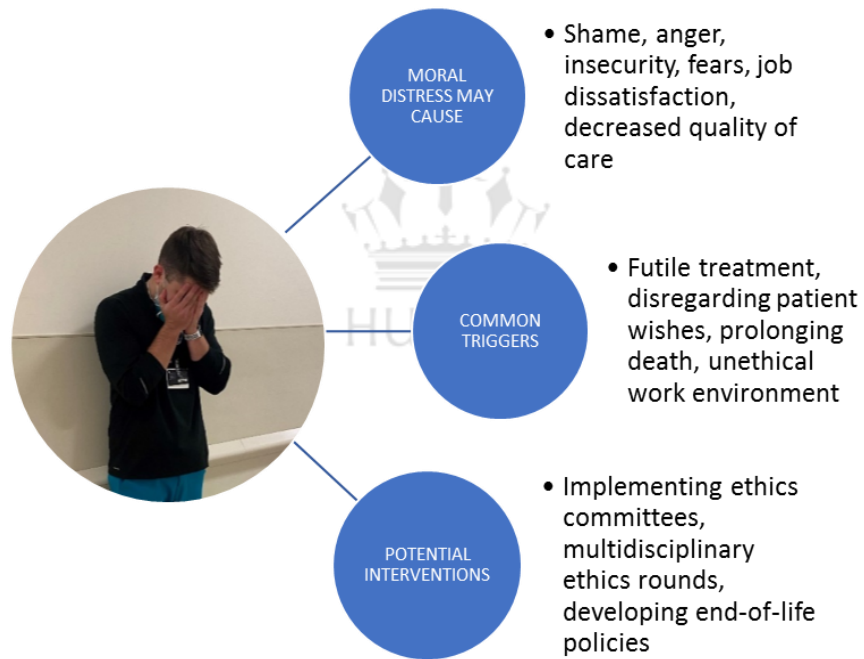 MORAL
DISTRESS MAY
CAUSE
• Shame, anger,
insecurity, fears, job
dissatisfaction,
decreased quality of
care
COMMON
TRIGGERS
• Futile treatment,
disregarding patient
wishes, prolonging
death, unethical
work environment
POTENTIAL
INTERVENTIONS
• Implementing ethics
committees,
multidisciplinary
ethics rounds,
developing end-of-life
policies